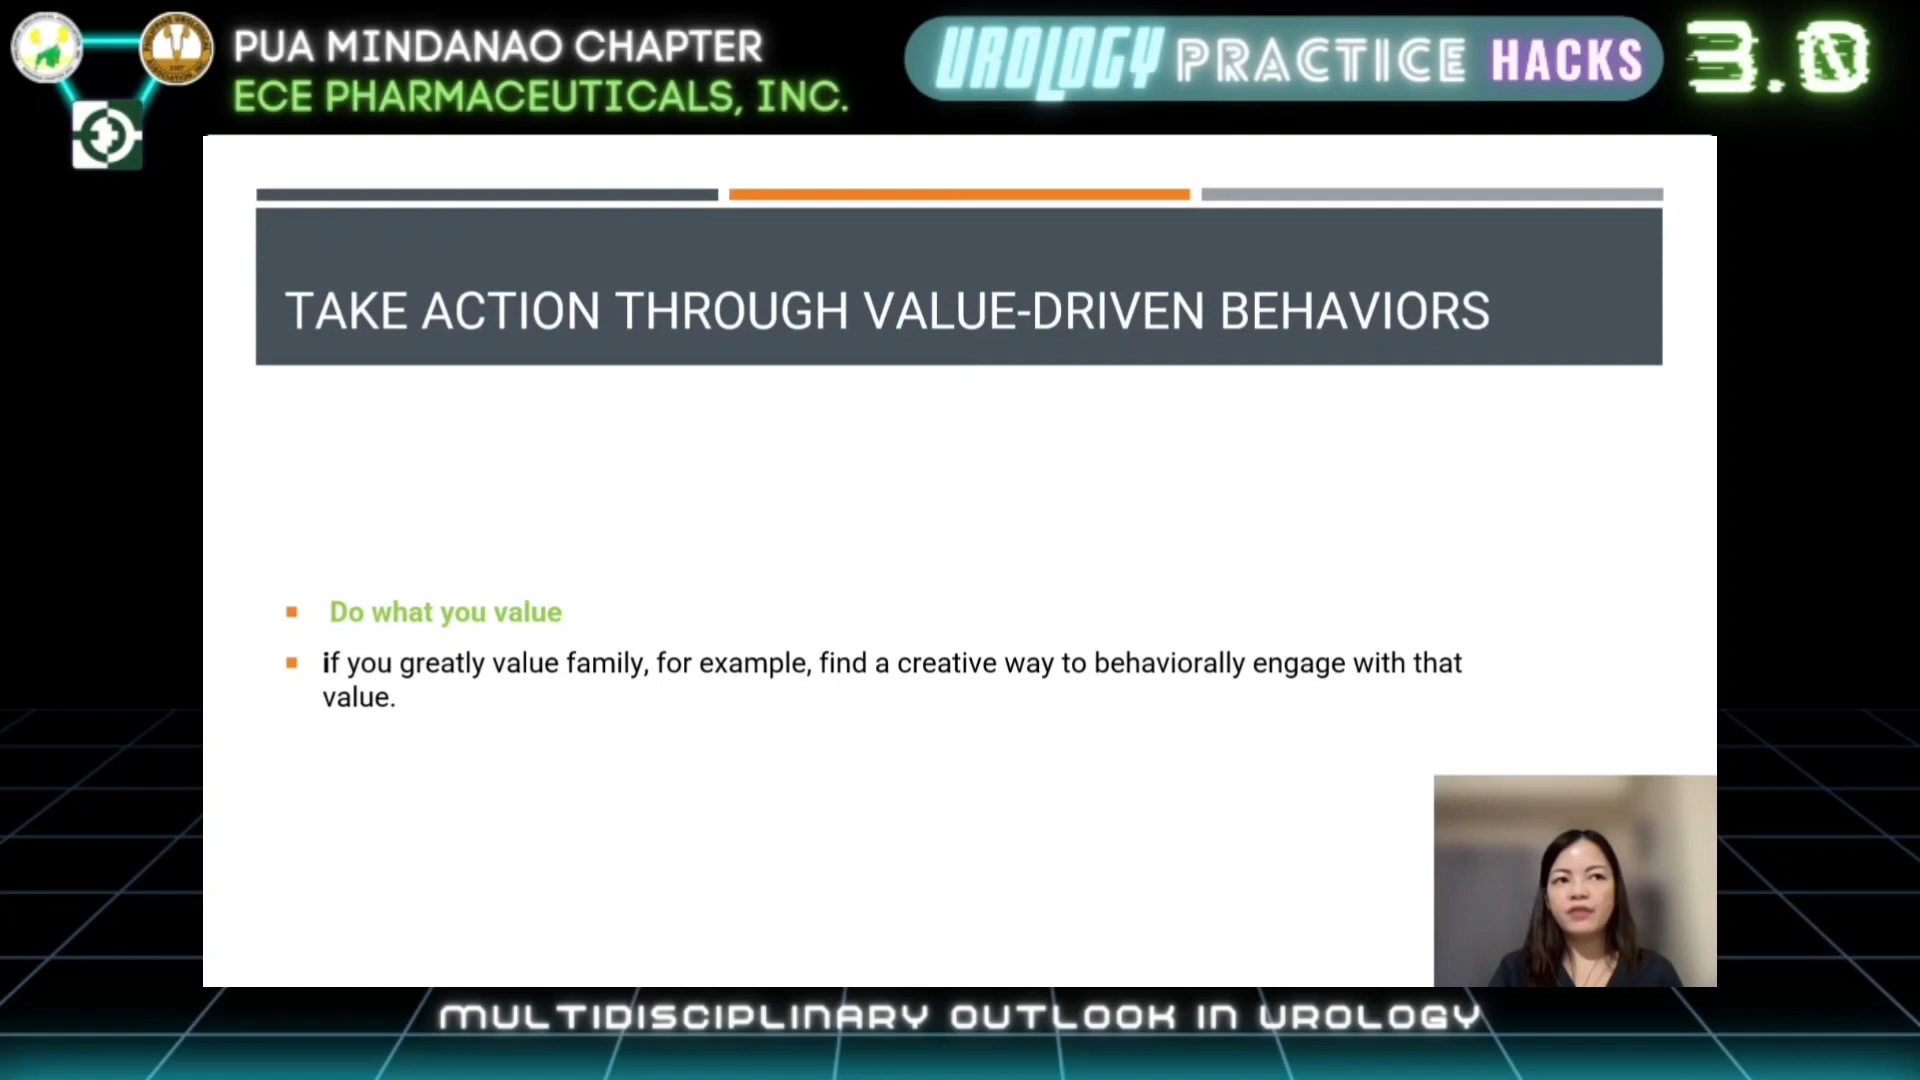 PUA MINDANAO CHAPTER
ECE PHARMACEUTICALS, INC.
UROLOGY PRACTICE HACKS 3.0
TAKE ACTION THROUGH VALUE-DRIVEN BEHAVIORS
Do what you value
if you greatly value family, for example, find a creative way to behaviorally engage with that
value.
MULTIDISCIPLINARY OUTLOOK IN UROLOGY